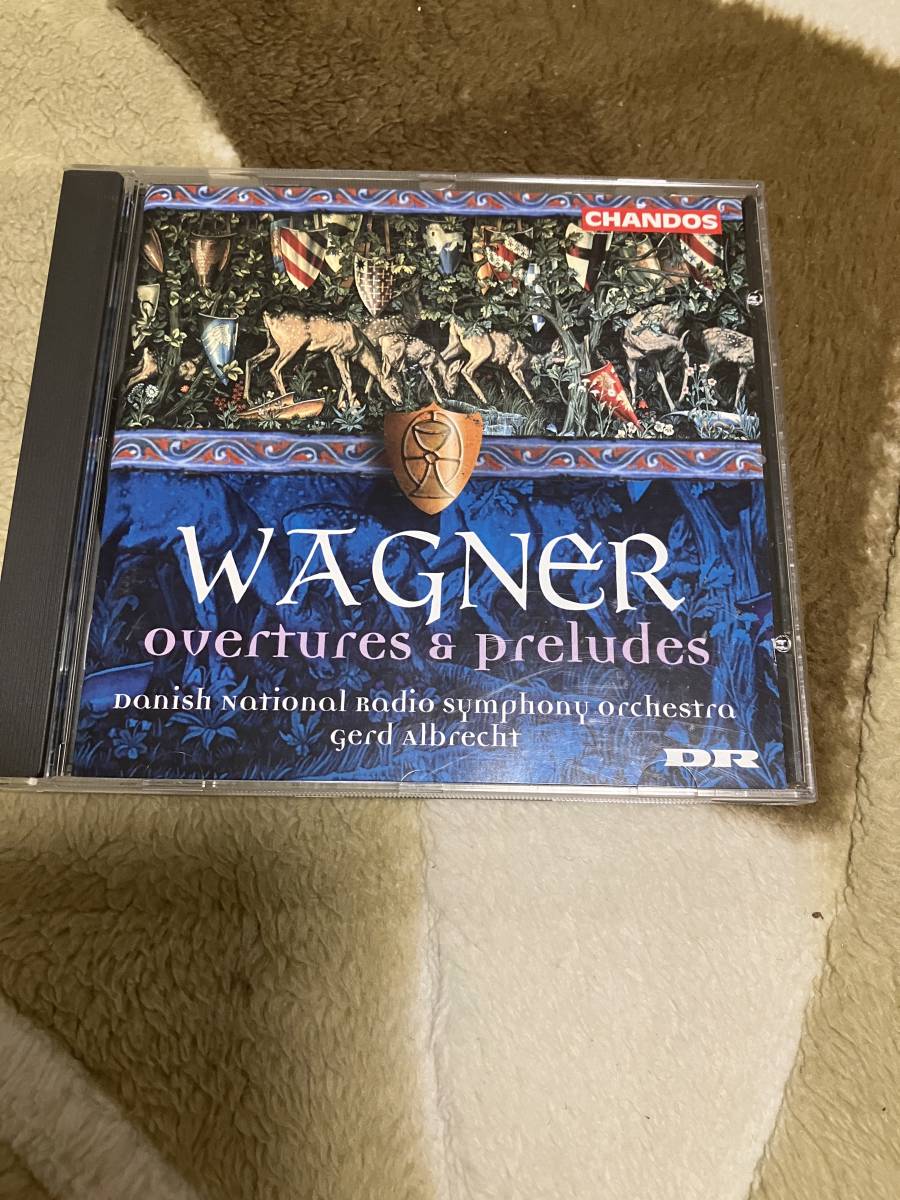 CHANDOS
WAGNER
overtures & preludes
Danish National Radio Symphony Orchestra
Gerd Albrecht
DR